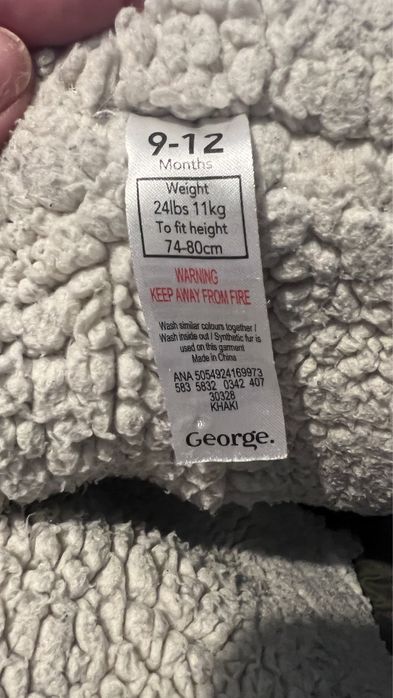 9-12
Months
Weight
24lbs 11kg
To fit height
74-80cm
WARNING
KEEP AWAY FROM FIRE
Wash similar colours together /
Wash inside out / Synthetic fur is
used on this garment
Made in China
ANA 5054924169973
583 5832 0342 407
30328
KHAKI
George.